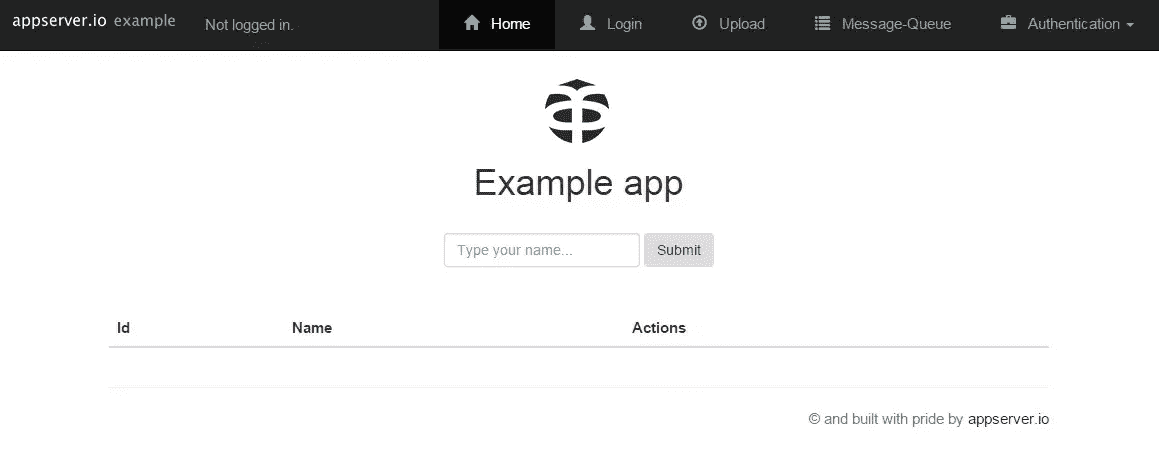 appserver.io example Not logged in. Home Login Upload Message-Queue Authentication
Example app
Type your name... Submit
Id Name Actions
© and built with pride by appserver.io